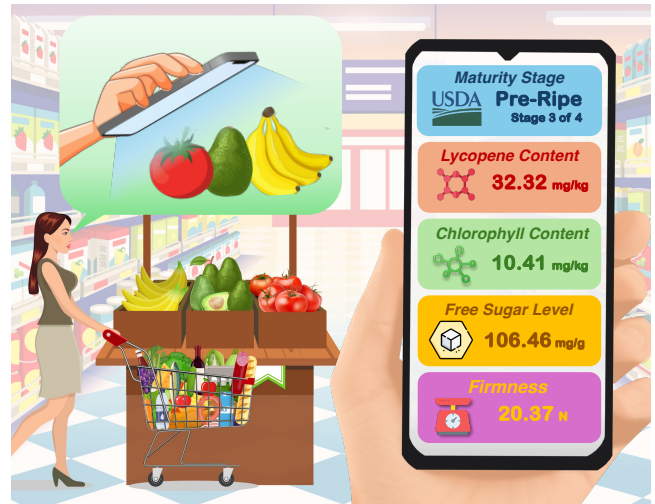 Maturity Stage
USDA
Pre-Ripe
Stage 3 of 4
Lycopene Content
32.32 mg/kg
Chlorophyll Content
10.41 mg/kg
Free Sugar Level
106.46 mg/g
Firmness
20.37 N